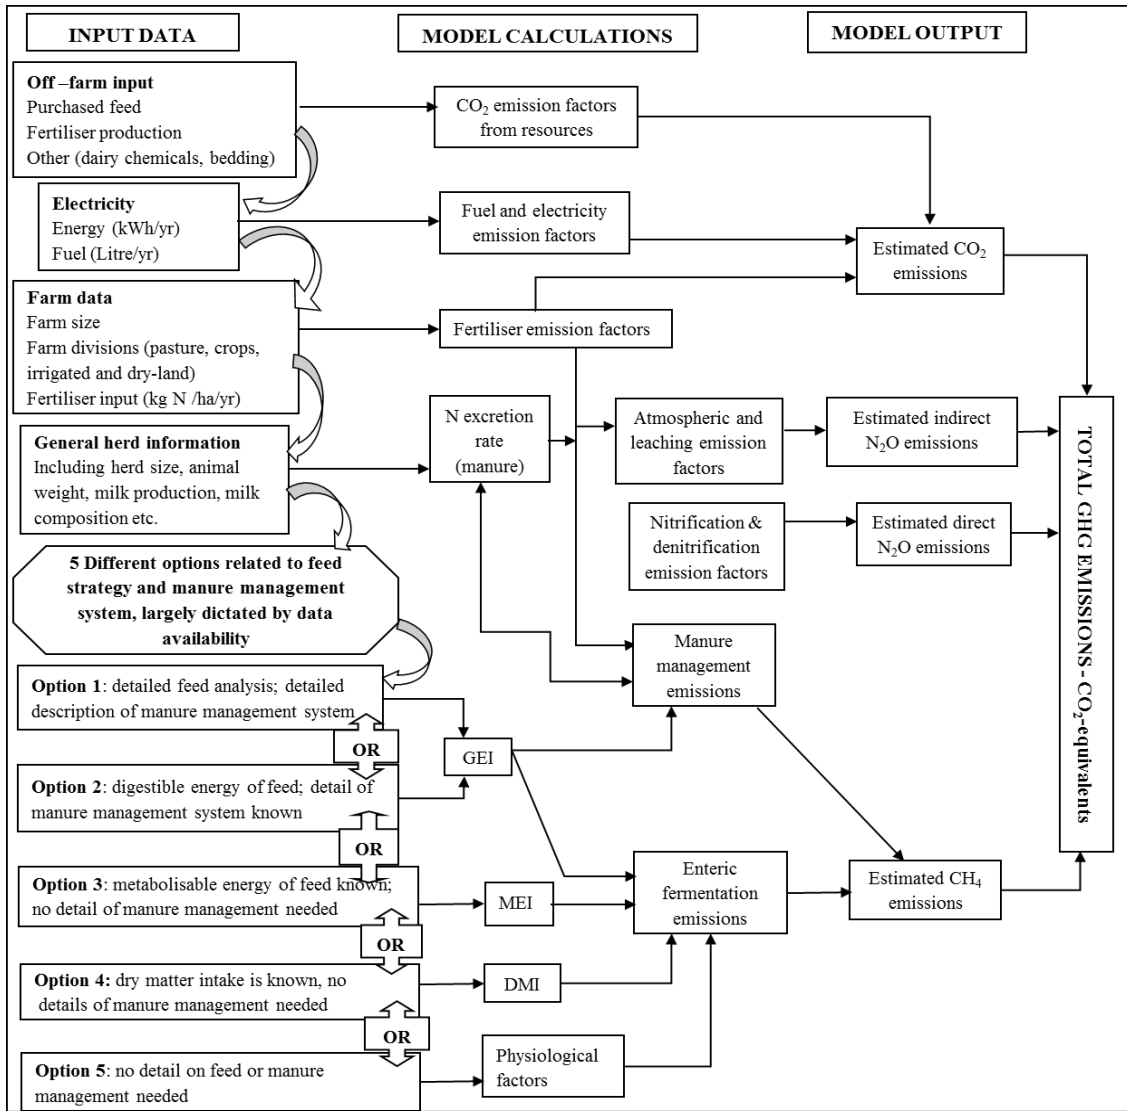 INPUT DATA
MODEL CALCULATIONS
MODEL OUTPUT
Off –farm input
Purchased feed
Fertiliser production
Other (dairy chemicals, bedding)
CO₂ emission factors
from resources
Electricity
Energy (kWh/yr)
Fuel (Litre/yr)
Fuel and electricity
emission factors
Estimated CO₂
emissions
Farm data
Farm size
Farm divisions (pasture, crops,
irrigated and dry-land)
Fertiliser input (kg N /ha/yr)
Fertiliser emission factors
General herd information
Including herd size, animal
weight, milk production, milk
composition etc.
N excretion
rate
(manure)
Atmospheric and
leaching emission
factors
Estimated indirect
N₂O emissions
Nitrification &
denitrification
emission factors
Estimated direct
N₂O emissions
TOTAL GHG EMISSIONS - CO₂-equivalents
5 Different options related to feed
strategy and manure management
system, largely dictated by data
availability
Manure
management
emissions
Option 1: detailed feed analysis; detailed
description of manure management system
OR
GEI
Option 2: digestible energy of feed; detail of
manure management system known
OR
Option 3: metabolisable energy of feed known;
no detail of manure management needed
MEI
Enteric
fermentation
emissions
Estimated CH₄
emissions
OR
Option 4: dry matter intake is known, no
details of manure management needed
DMI
OR
Option 5: no detail on feed or manure
management needed
Physiological
factors